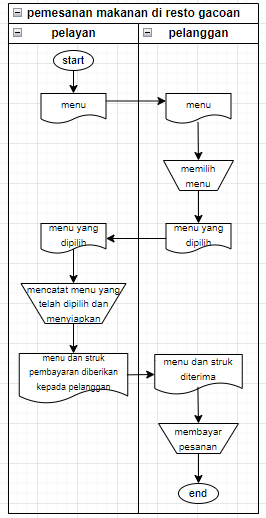 pemesanan makanan di resto gacoan
pelayan
pelanggan
start
menu
menu
memilih
menu
menu yang
dipilih
menu yang
dipilih
mencatat menu yang
telah dipilih dan
menyiapkan
menu dan struk
pembayaran diberikan
kepada pelanggan
menu dan struk
diterima
membayar
pesanan
end